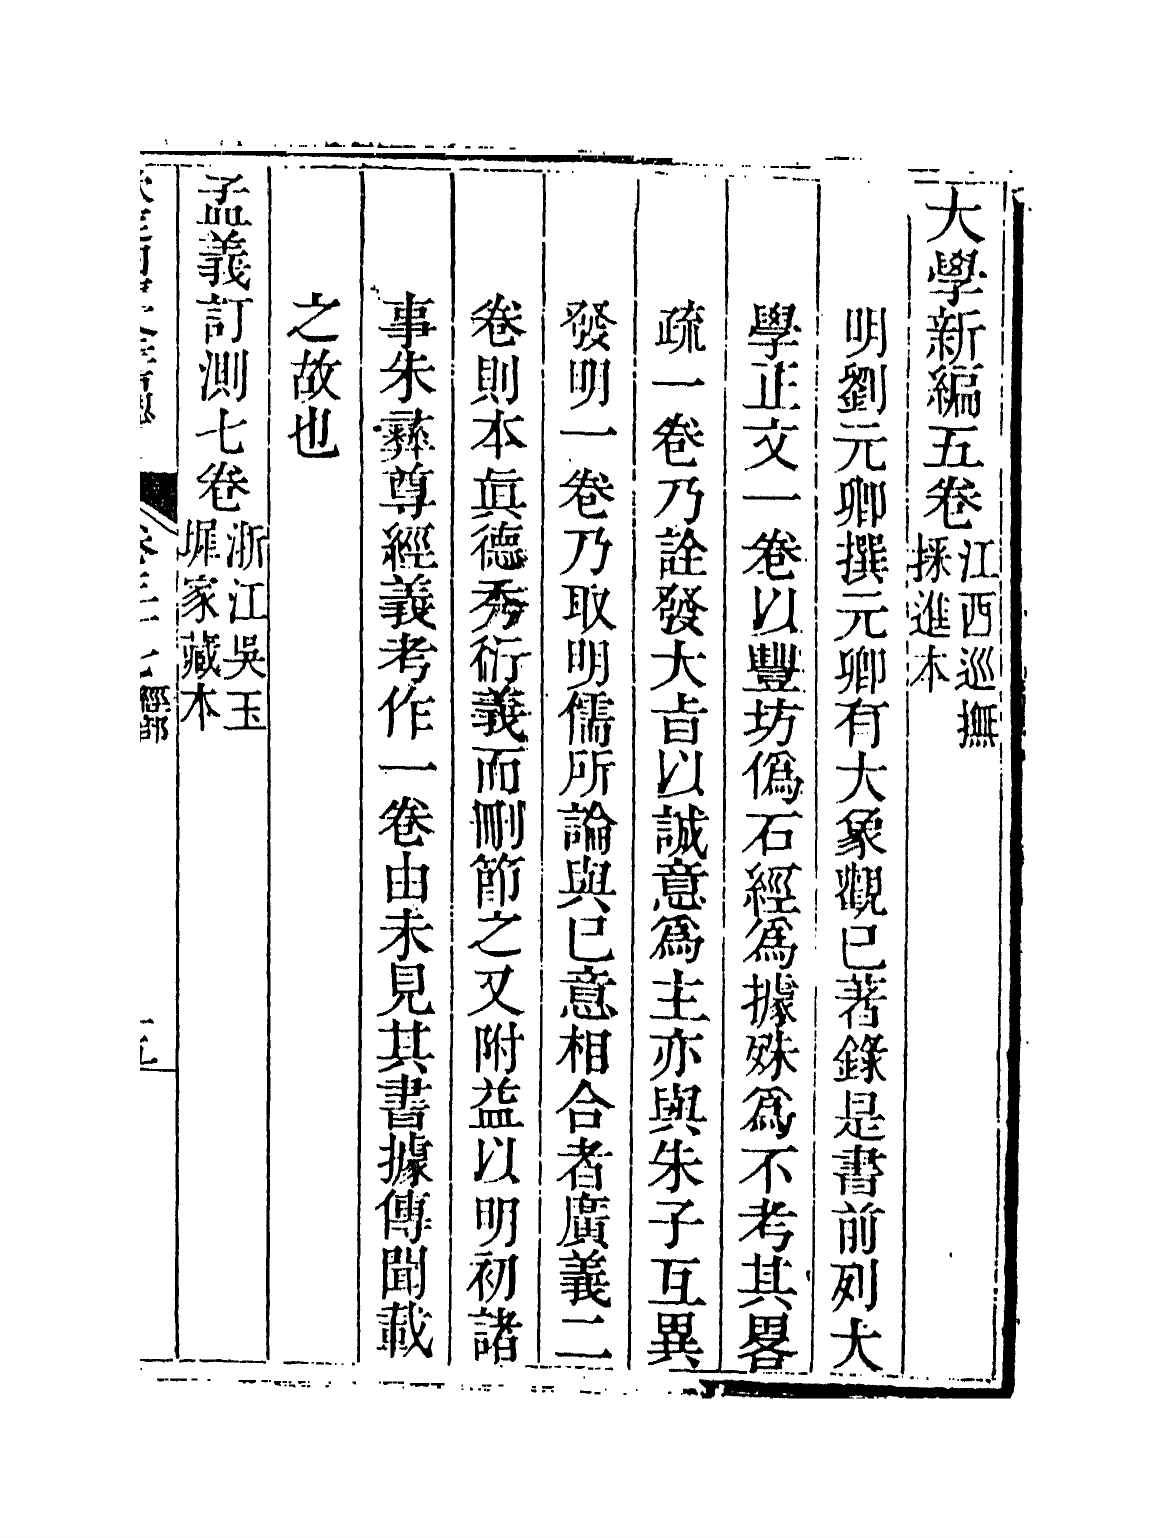 大學新編五卷江西巡撫
採進本
明劉元卿撰元卿有大象觀已著錄是書前列大
學正文一卷以豐坊僞石經爲據殊爲不考其畧
疏一卷乃詮發大旨以誠意爲主亦與朱子互異
發明一卷乃取明儒所論與已意相合者廣義二
卷則本眞德秀衍義而刪節之又附益以明初諸
事朱彝尊經義考作一卷由未見其書據傳聞載
之故也
孟義訂測七卷浙江吳玉
墀家藏本
經部